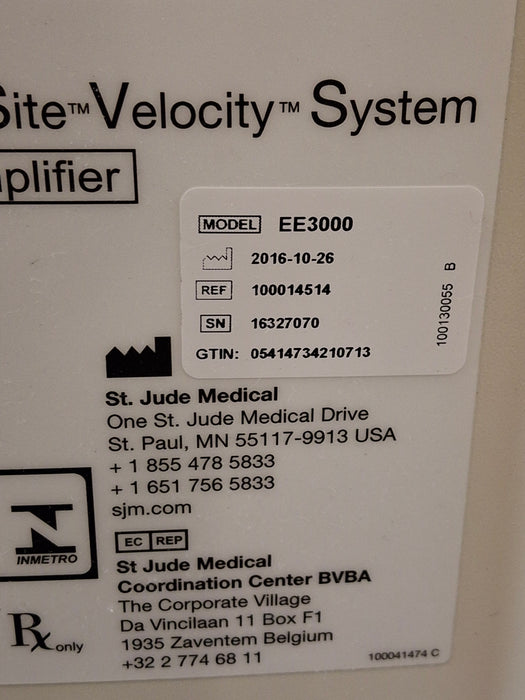 Site™ Velocity™ System
plifier
MODEL EE3000
2016-10-26
REF 100014514
SN 16327070
GTIN: 05414734210713
100130055 B
St. Jude Medical
One St. Jude Medical Drive
St. Paul, MN 55117-9913 USA
+ 1 855 478 5833
+ 1 651 756 5833
sjm.com
INMETRO
EC REP
St Jude Medical
Coordination Center BVBA
The Corporate Village
Da Vincilaan 11 Box F1
1935 Zaventem Belgium
+32 2 774 68 11
Rx only
100041474 C